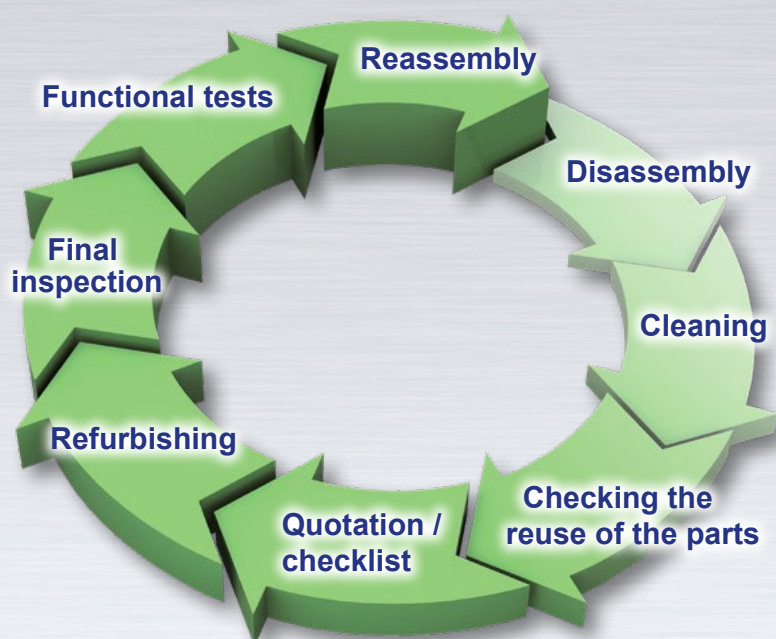 Reassembly
Disassembly
Cleaning
Checking the
reuse of the parts
Quotation /
checklist
Refurbishing
Final
inspection
Functional tests